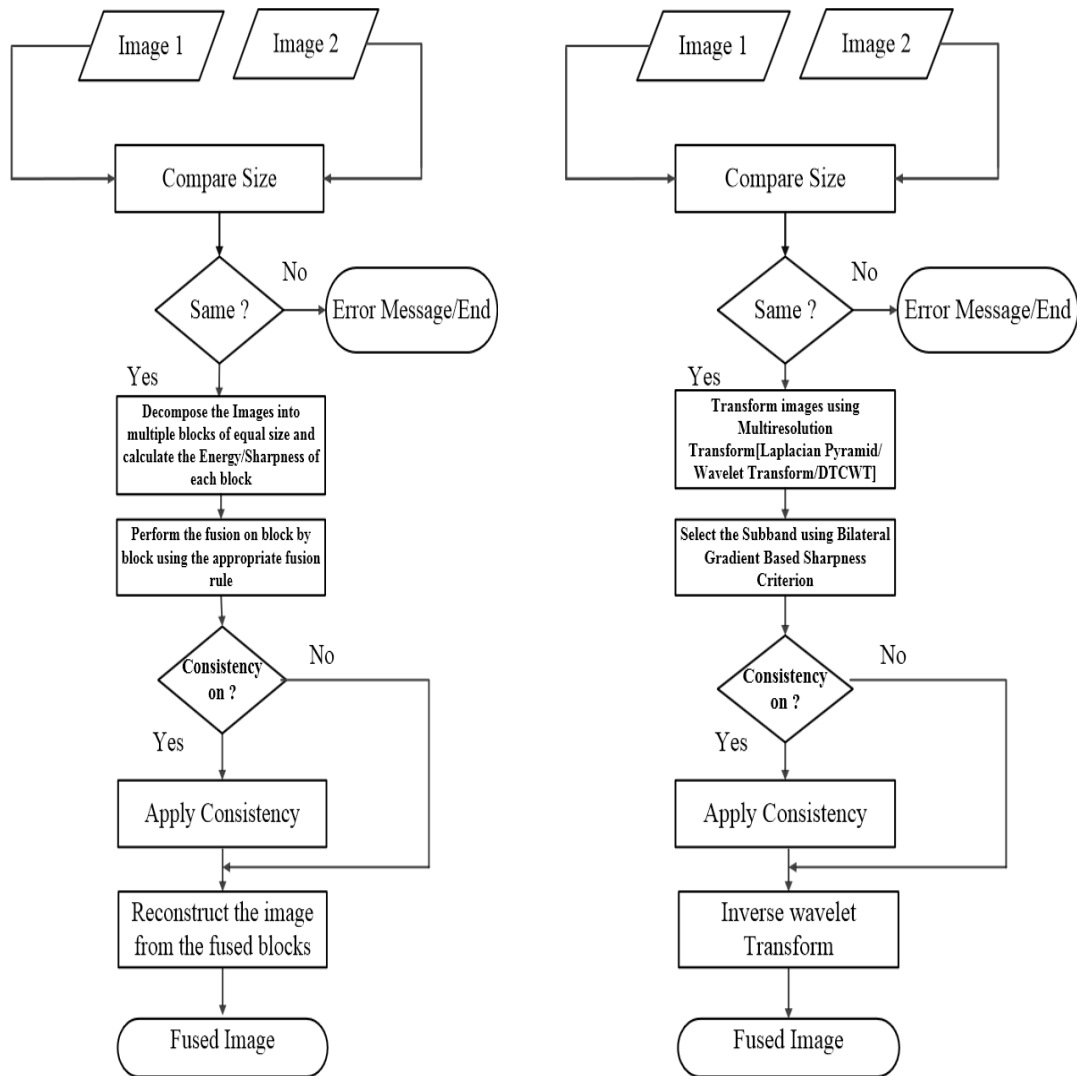 Image 1
Image 2
Compare Size
Same ?
No
Error Message/End
Yes
Decompose the Images into
multiple blocks of equal size and
calculate the Energy/Sharpness of
each block
Perform the fusion on block by
block using the appropriate fusion
rule
Consistency
on ?
No
Yes
Apply Consistency
Reconstruct the image
from the fused blocks
Fused Image
Image 1
Image 2
Compare Size
Same ?
No
Error Message/End
Yes
Transform images using
Multiresolution
Transform[Laplacian Pyramid/
Wavelet Transform/DTCWT]
Select the Subband using Bilateral
Gradient Based Sharpness
Criterion
Consistency
on ?
No
Yes
Apply Consistency
Inverse wavelet
Transform
Fused Image